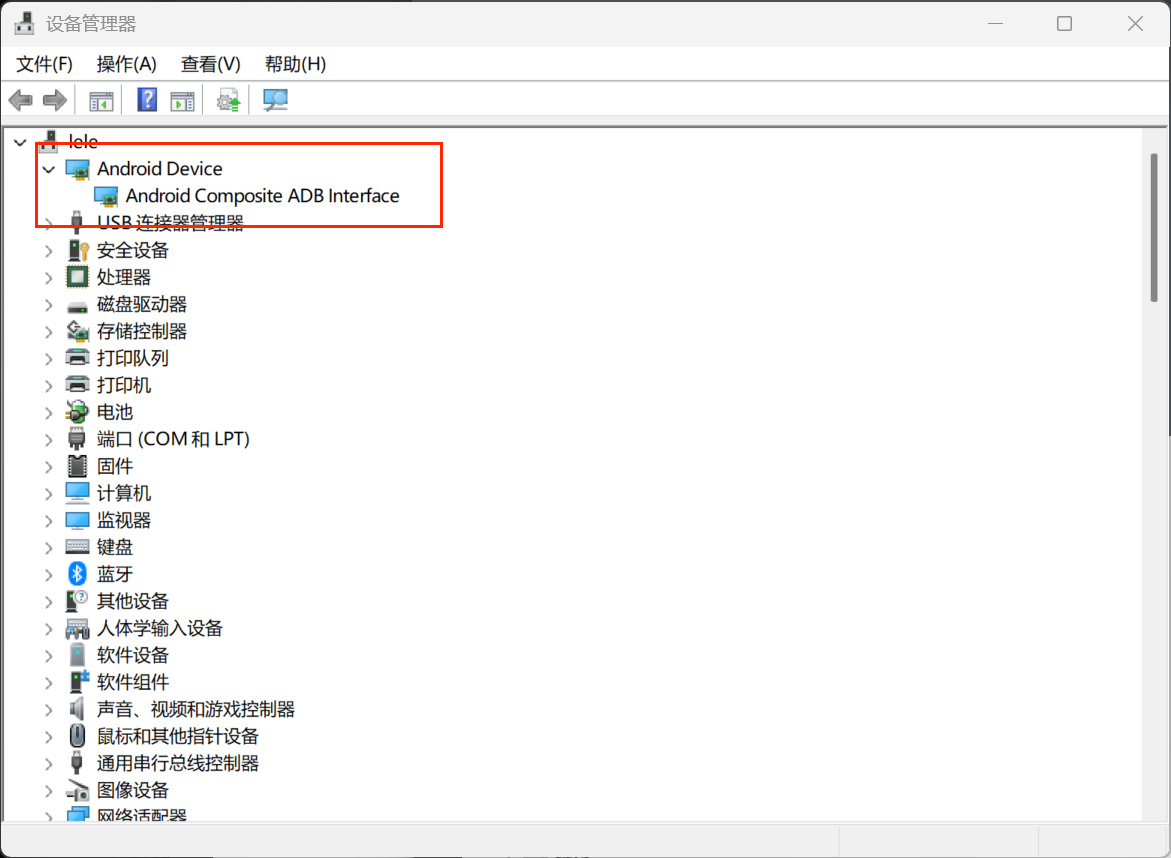 设备管理器
文件(F) 操作(A) 查看(V) 帮助(H)
lele
Android Device
Android Composite ADB Interface
USB 连接器管理器
安全设备
处理器
磁盘驱动器
存储控制器
打印队列
打印机
电池
端口 (COM 和 LPT)
固件
计算机
监视器
键盘
蓝牙
其他设备
人体学输入设备
软件设备
软件组件
声音、视频和游戏控制器
鼠标和其他指针设备
通用串行总线控制器
图像设备
网络适配器